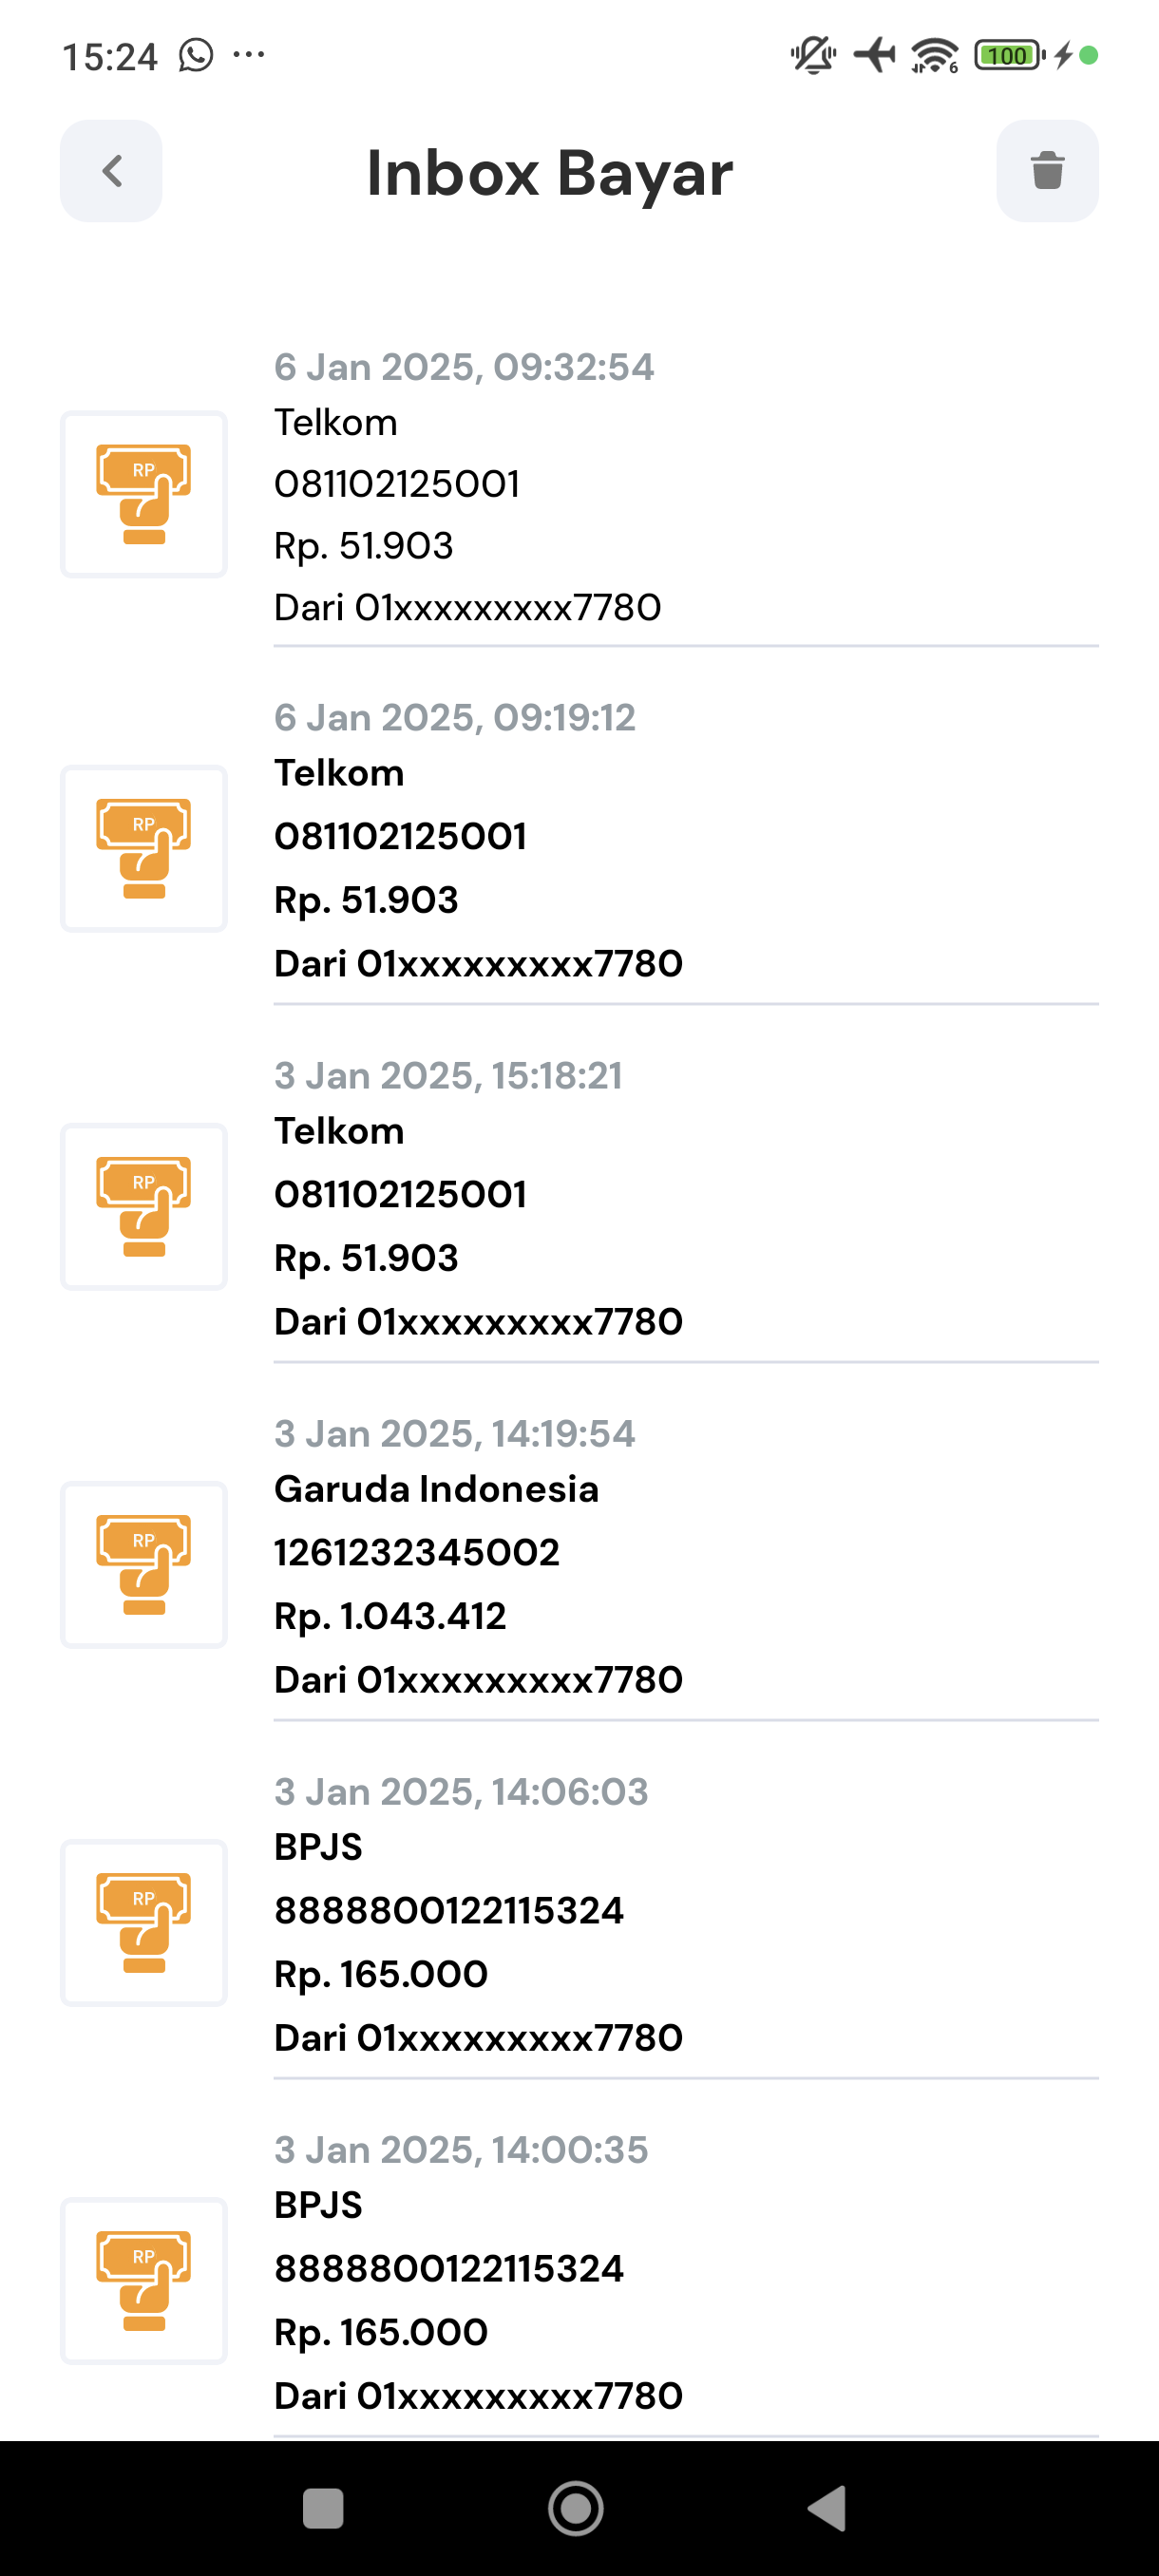 15:24 ...
100
6
Inbox Bayar
6 Jan 2025, 09:32:54
Telkom
RP
081102125001
Rp. 51.903
Dari 01xxxxxxxxx7780
6 Jan 2025, 09:19:12
Telkom
RP
081102125001
Rp. 51.903
Dari 01xxxxxxxxx7780
3 Jan 2025, 15:18:21
Telkom
RP
081102125001
Rp. 51.903
Dari 01xxxxxxxxx7780
3 Jan 2025, 14:19:54
Garuda Indonesia
RP
1261232345002
Rp. 1.043.412
Dari 01xxxxxxxxx7780
3 Jan 2025, 14:06:03
BPJS
RP
8888800122115324
Rp. 165.000
Dari 01xxxxxxxxx7780
3 Jan 2025, 14:00:35
BPJS
RP
8888800122115324
Rp. 165.000
Dari 01xxxxxxxxx7780